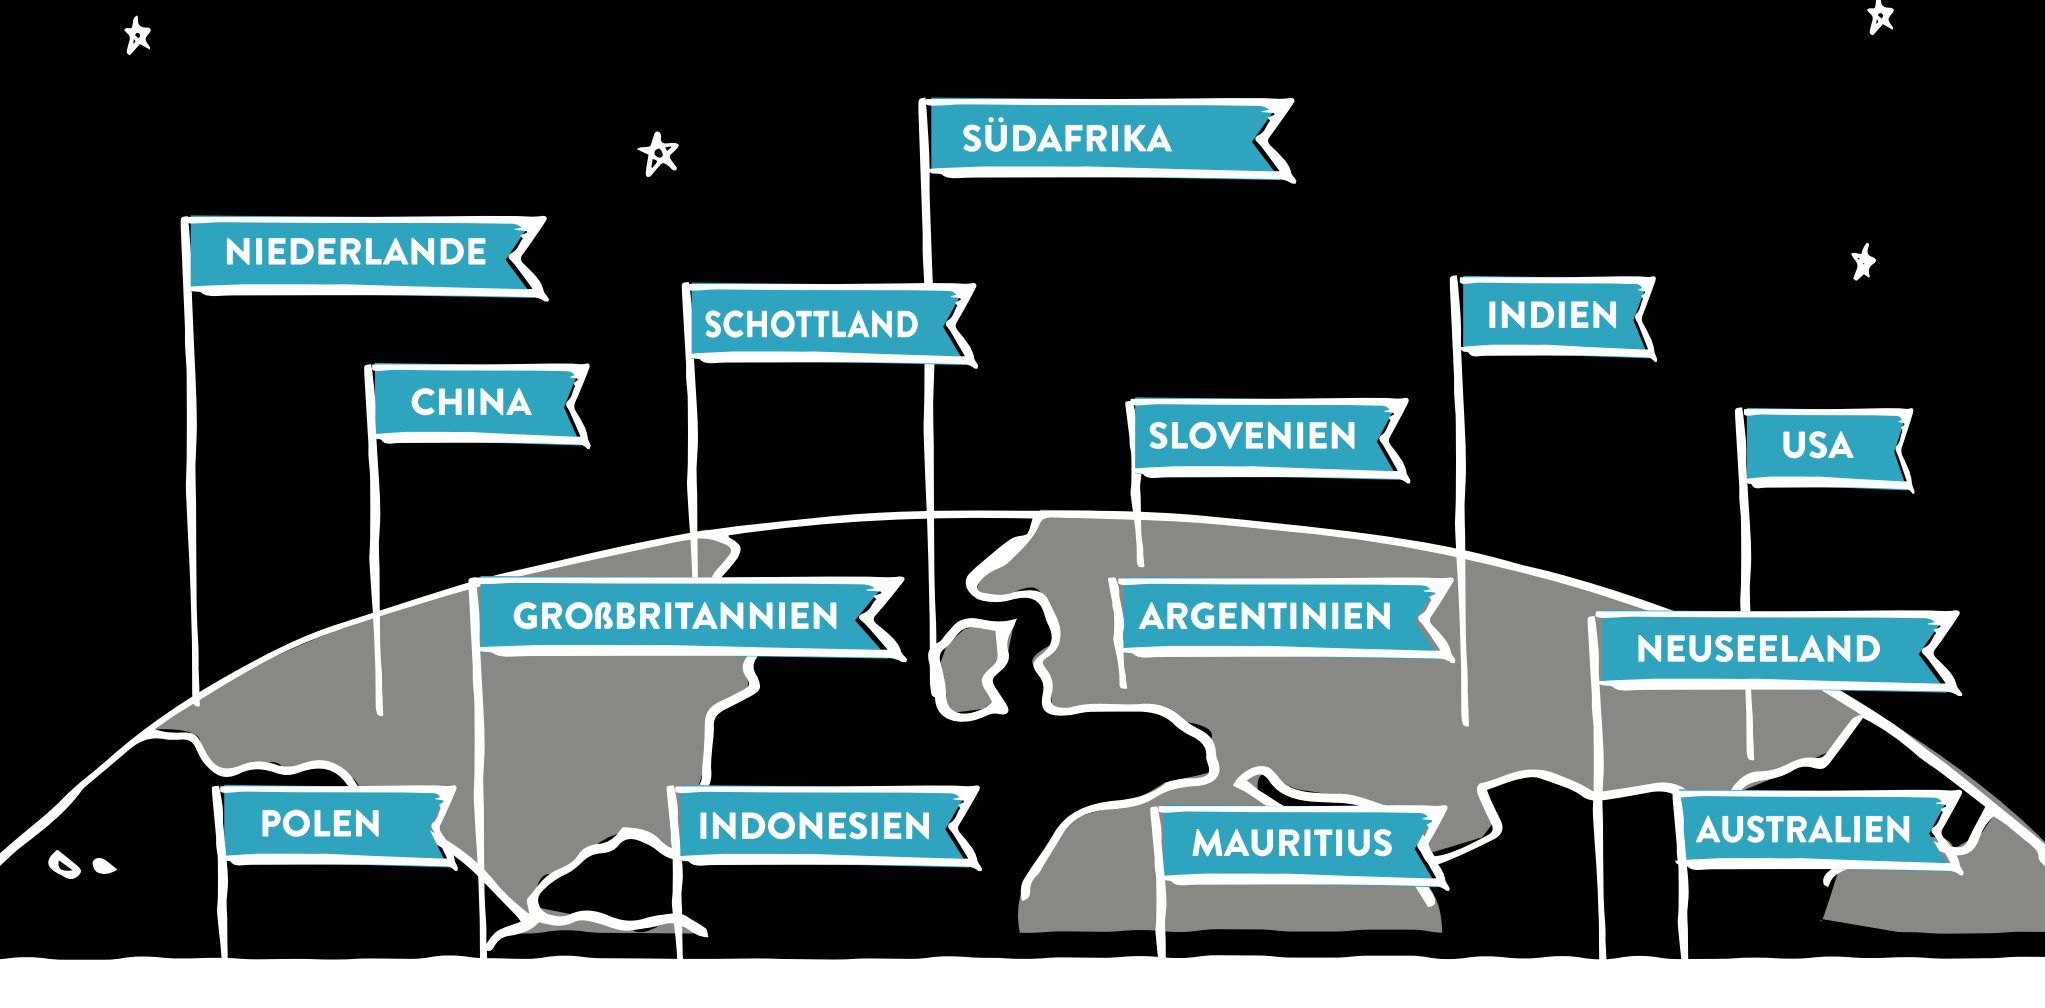 SÜDAFRIKA
NIEDERLANDE
SCHOTTLAND
INDIEN
CHINA
SLOVENIEN
USA
GROßBRITANNIEN
ARGENTINIEN
NEUSEELAND
POLEN
INDONESIEN
MAURITIUS
AUSTRALIEN